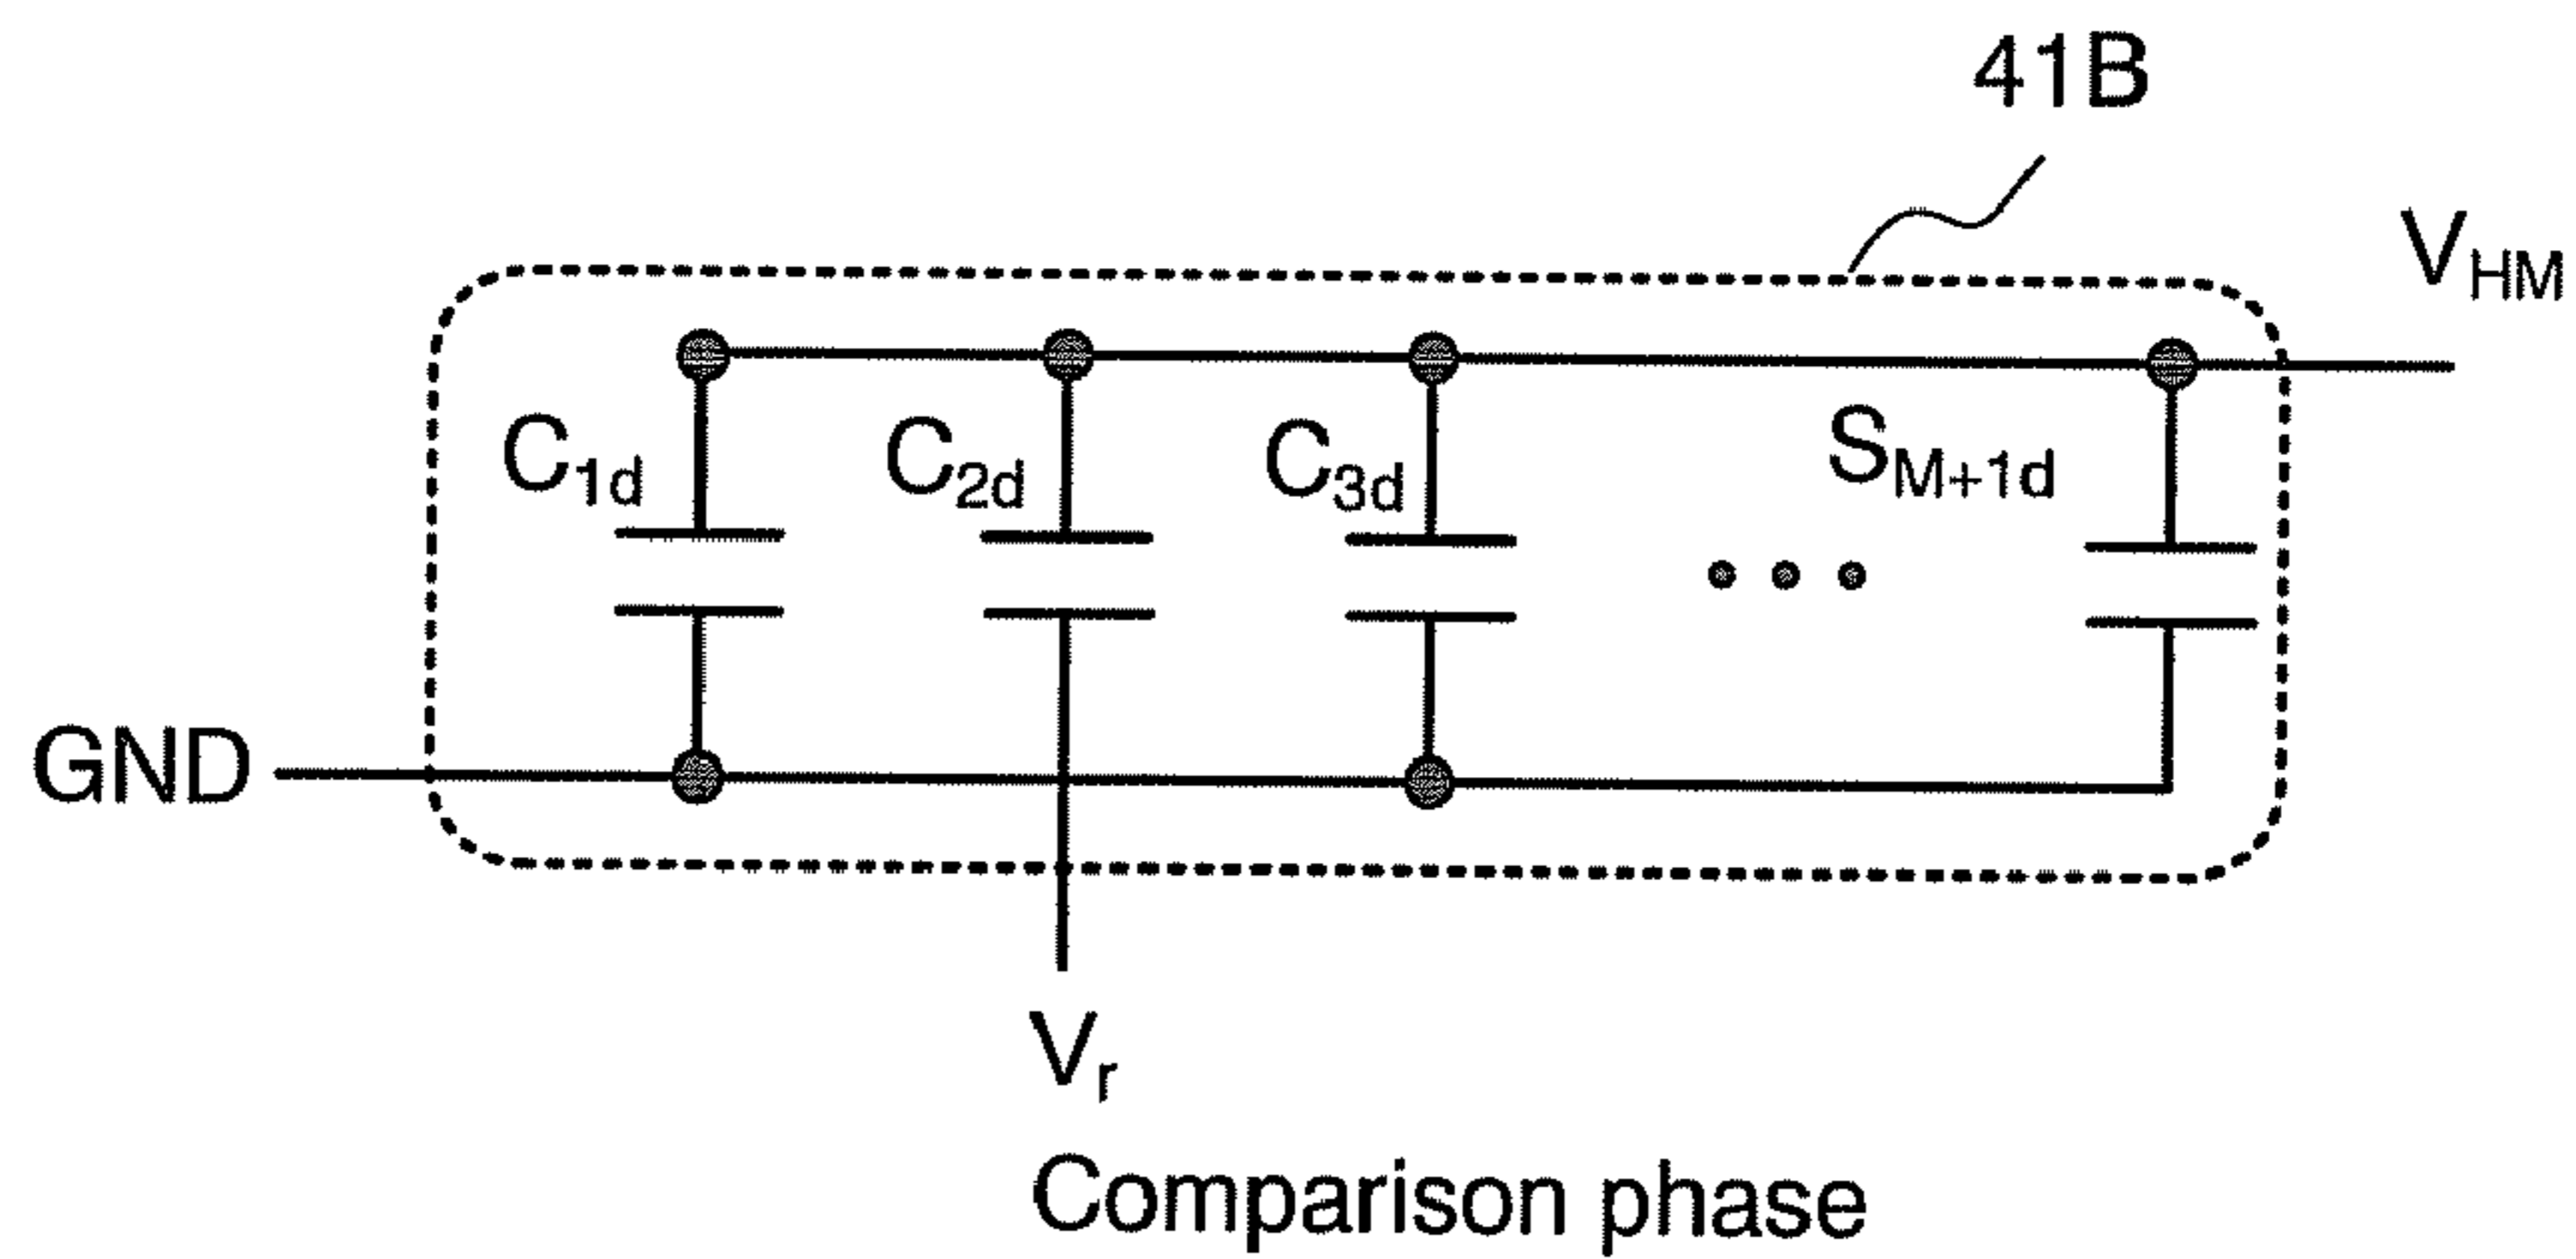 41B
V_HM
C_1d C_2d C_3d S_M+1d
GND
V_r
Comparison phase